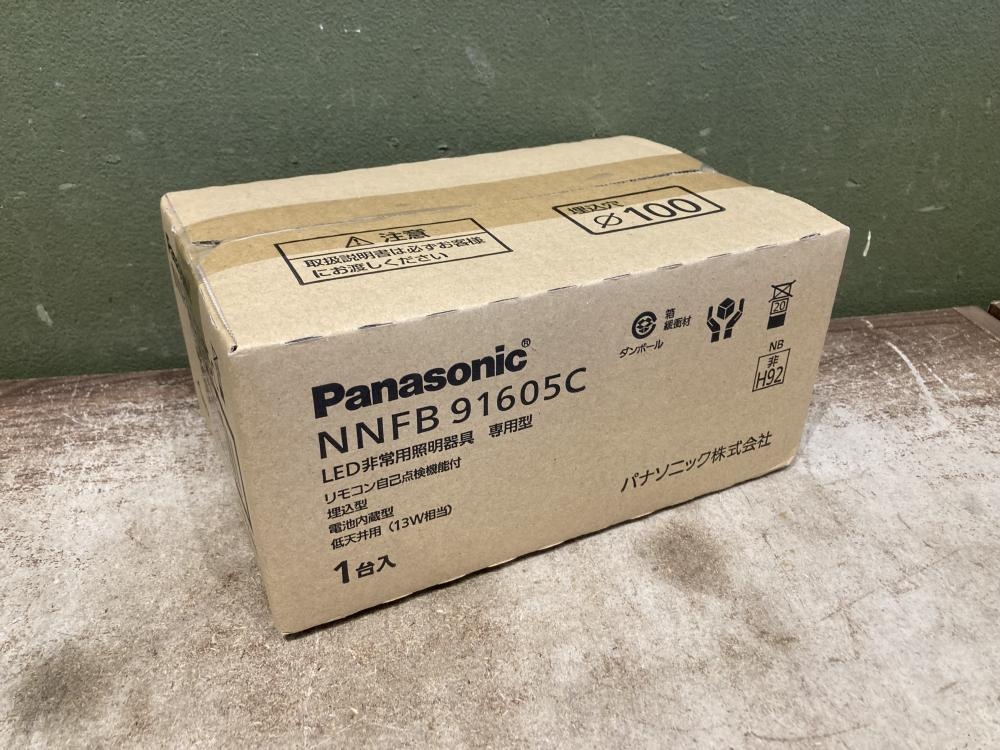 注意
取扱説明書は必ずお客様
にお渡しください
埋込穴
φ100
Panasonic®
NNFB 91605C
LED非常用照明器具 専用型
リモコン自己点検機能付
埋込型
電池内蔵型
低天井用（13W相当）
1台入
ダンボール
箱
緩衝材
20
NB
非
H92
パナソニック株式会社